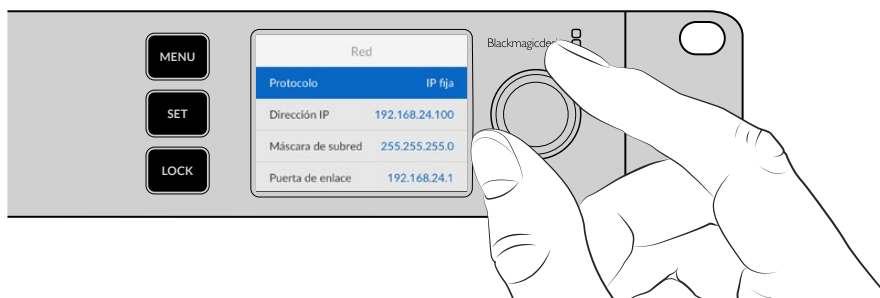 MENU
SET
LOCK
Red
Protocolo IP fija
Dirección IP 192.168.24.100
Máscara de subred 255.255.255.0
Puerta de enlace 192.168.24.1